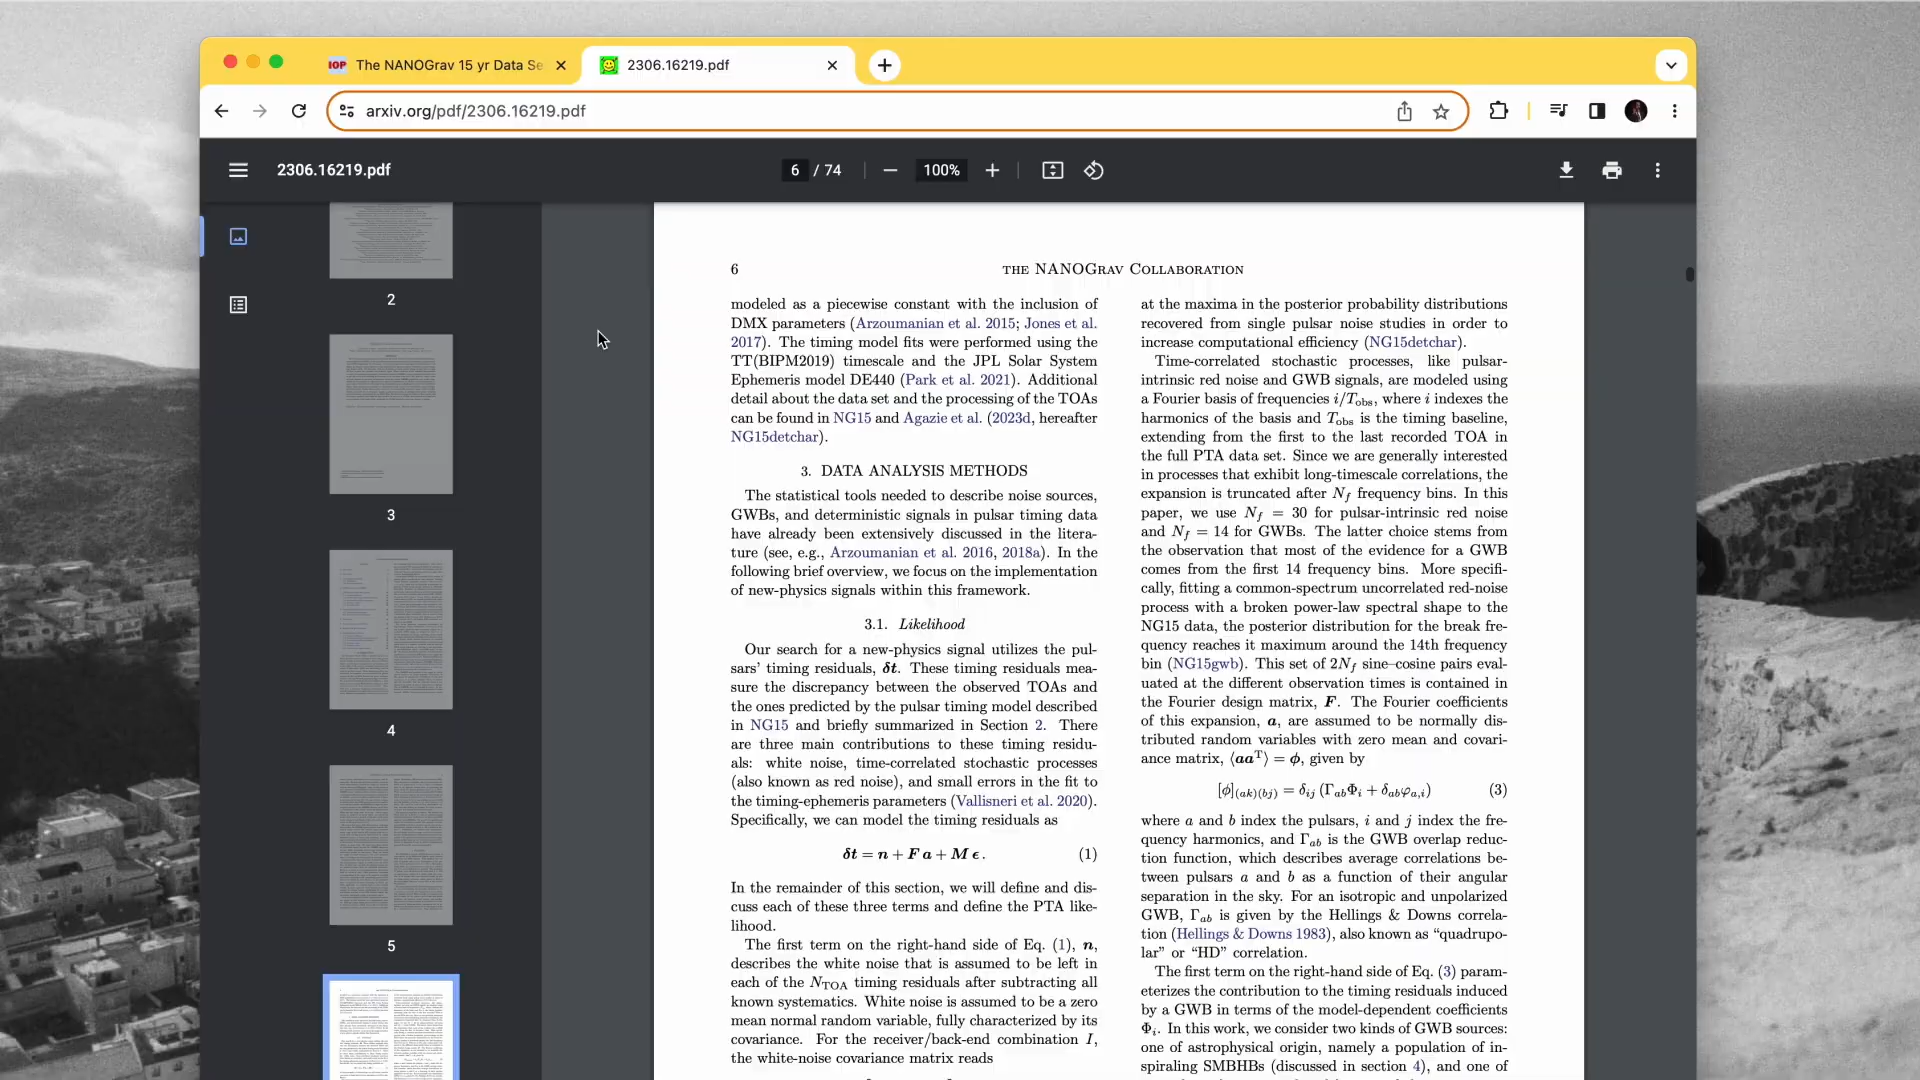 IOP The NANOGrav 15 yr Data Se
2306.16219.pdf
arxiv.org/pdf/2306.16219.pdf
2306.16219.pdf
6 / 74
100%
2
3
4
5
6
THE NANOGRAV COLLABORATION
modeled as a piecewise constant with the inclusion of
DMX parameters (Arzoumanian et al. 2015; Jones et al.
2017). The timing model fits were performed using the
TT(BIPM2019) timescale and the JPL Solar System
Ephemeris model DE440 (Park et al. 2021). Additional
detail about the data set and the processing of the TOAs
can be found in NG15 and Agazie et al. (2023d, hereafter
NG15detchar).
3. DATA ANALYSIS METHODS
The statistical tools needed to describe noise sources,
GWBs, and deterministic signals in pulsar timing data
have already been extensively discussed in the litera-
ture (see, e.g., Arzoumanian et al. 2016, 2018a). In the
following brief overview, we focus on the implementation
of new-physics signals within this framework.
3.1. Likelihood
Our search for a new-physics signal utilizes the pul-
sars' timing residuals, δt. These timing residuals mea-
sure the discrepancy between the observed TOAs and
the ones predicted by the pulsar timing model described
in NG15 and briefly summarized in Section 2. There
are three main contributions to these timing residu-
als: white noise, time-correlated stochastic processes
(also known as red noise), and small errors in the fit to
the timing-ephemeris parameters (Vallisneri et al. 2020).
Specifically, we can model the timing residuals as
δt = n + F a + M ϵ. (1)
In the remainder of this section, we will define and dis-
cuss each of these three terms and define the PTA like-
lihood.
The first term on the right-hand side of Eq. (1), n,
describes the white noise that is assumed to be left in
each of the N_TOA timing residuals after subtracting all
known systematics. White noise is assumed to be a zero
mean normal random variable, fully characterized by its
covariance. For the receiver/back-end combination I,
the white-noise covariance matrix reads
at the maxima in the posterior probability distributions
recovered from single pulsar noise studies in order to
increase computational efficiency (NG15detchar).
Time-correlated stochastic processes, like pulsar-
intrinsic red noise and GWB signals, are modeled using
a Fourier basis of frequencies i/T_obs, where i indexes the
harmonics of the basis and T_obs is the timing baseline,
extending from the first to the last recorded TOA in
the full PTA data set. Since we are generally interested
in processes that exhibit long-timescale correlations, the
expansion is truncated after N_f frequency bins. In this
paper, we use N_f = 30 for pulsar-intrinsic red noise
and N_f = 14 for GWBs. The latter choice stems from
the observation that most of the evidence for a GWB
comes from the first 14 frequency bins. More specifi-
cally, fitting a common-spectrum uncorrelated red-noise
process with a broken power-law spectral shape to the
NG15 data, the posterior distribution for the break fre-
quency reaches it maximum around the 14th frequency
bin (NG15gwb). This set of 2N_f sine–cosine pairs eval-
uated at the different observation times is contained in
the Fourier design matrix, F. The Fourier coefficients
of this expansion, a, are assumed to be normally dis-
tributed random variables with zero mean and covari-
ance matrix, ⟨aa^T⟩ = ϕ, given by
[ϕ]_(ak)(bj) = δ_ij (Γ_ab Φ_i + δ_ab φ_a,i) (3)
where a and b index the pulsars, i and j index the fre-
quency harmonics, and Γ_ab is the GWB overlap reduc-
tion function, which describes average correlations be-
tween pulsars a and b as a function of their angular
separation in the sky. For an isotropic and unpolarized
GWB, Γ_ab is given by the Hellings & Downs correla-
tion (Hellings & Downs 1983), also known as “quadrupo-
lar” or “HD” correlation.
The first term on the right-hand side of Eq. (3) param-
eterizes the contribution to the timing residuals induced
by a GWB in terms of the model-dependent coefficients
Φ_i. In this work, we consider two kinds of GWB sources:
one of astrophysical origin, namely a population of in-
spiraling SMBHBs (discussed in section 4), and one of